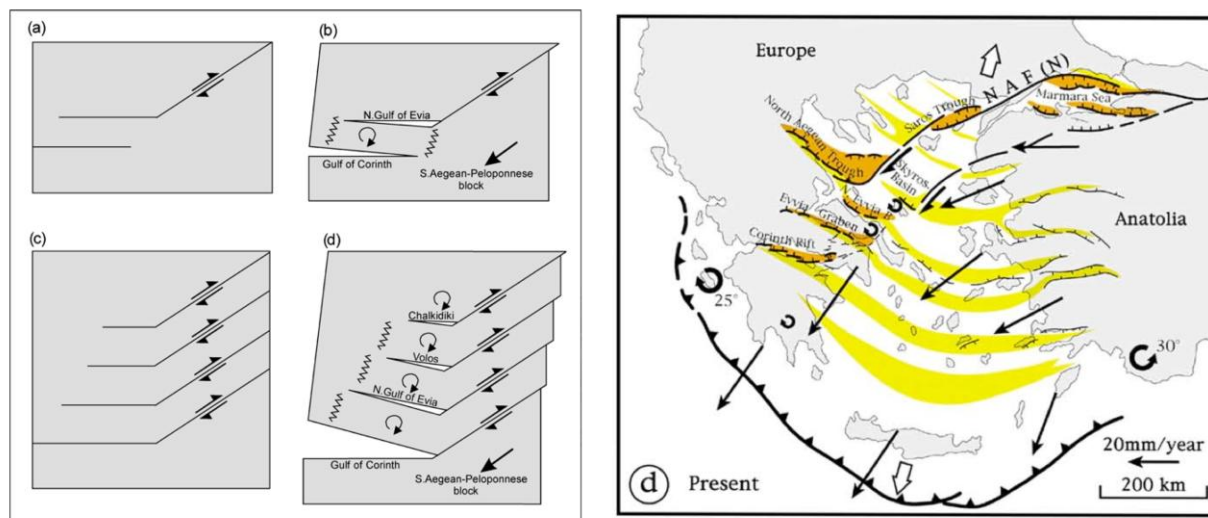 (a)
(b)
N.Gulf of Evia
Gulf of Corinth
S.Aegean-Peloponnese
block
(c)
(d)
Chalkidiki
Volos
N.Gulf of Evia
Gulf of Corinth
S.Aegean-Peloponnese
block
Europe
NAF (N)
Marmara Sea
Saros Trough
North Aegean
Trough
Skyros
Basin
N. Evvia B.
Evvia Graben
Corinth Rift
Anatolia
25°
30°
20mm/year
200 km
d Present